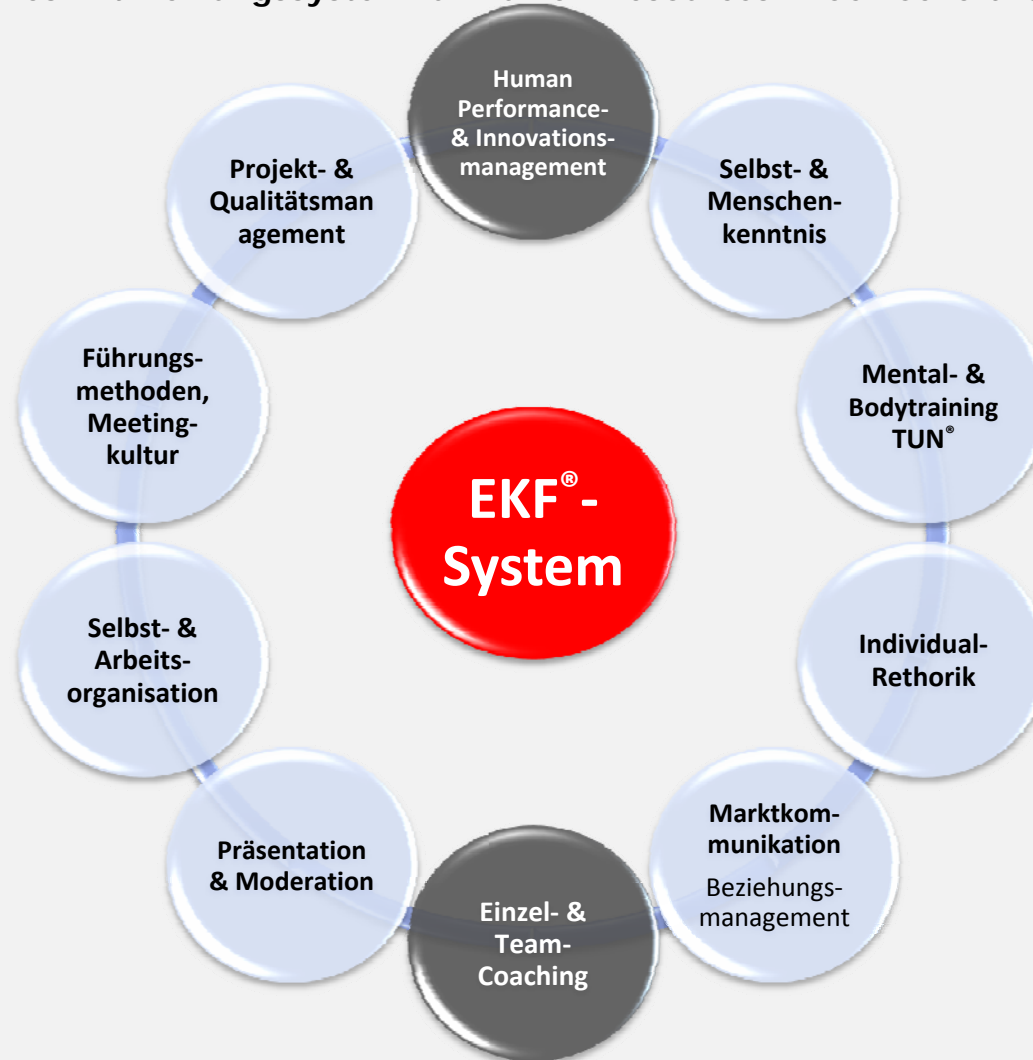 Human
Performance-
& Innovations-
management
Selbst- &
Menschen-
kenntnis
Mental- &
Bodytraining
TUN®
Individual-
Rethorik
Marktkom-
munikation
Beziehungs-
management
Einzel- &
Team-
Coaching
Präsentation
& Moderation
Selbst- &
Arbeits-
organisation
Führungs-
methoden,
Meeting-
kultur
Projekt- &
Qualitätsman
agement
EKF®-
System